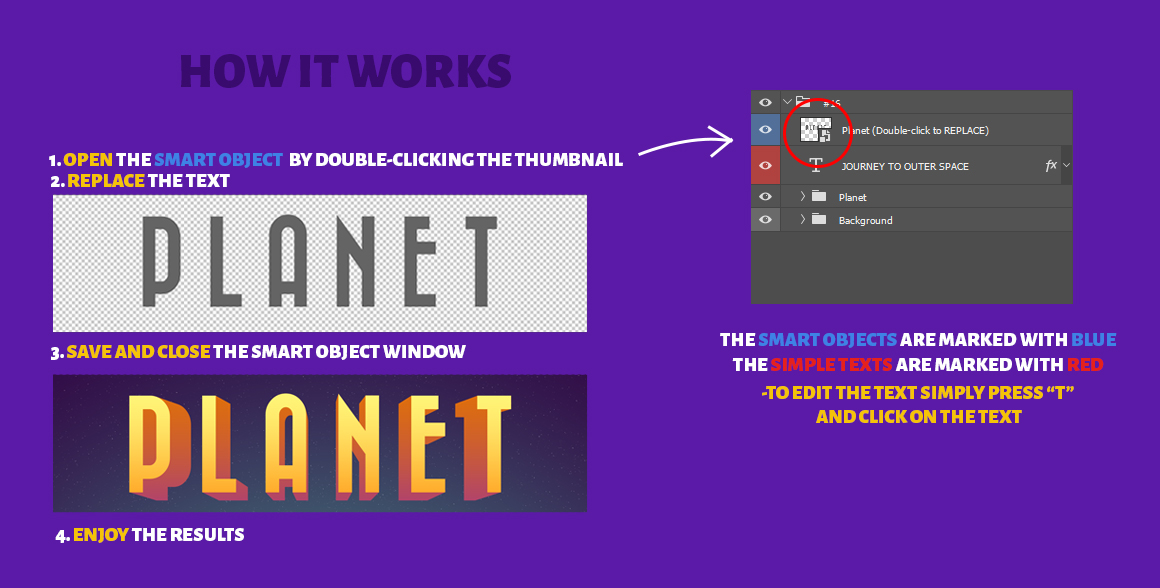 HOW IT WORKS
1. OPEN THE SMART OBJECT BY DOUBLE-CLICKING THE THUMBNAIL
2. REPLACE THE TEXT
PLANET
3. SAVE AND CLOSE THE SMART OBJECT WINDOW
PLANET
4. ENJOY THE RESULTS
#16
Planet (Double-click to REPLACE)
T JOURNEY TO OUTER SPACE fx
Planet
Background
THE SMART OBJECTS ARE MARKED WITH BLUE
THE SIMPLE TEXTS ARE MARKED WITH RED
-TO EDIT THE TEXT SIMPLY PRESS “T”
AND CLICK ON THE TEXT